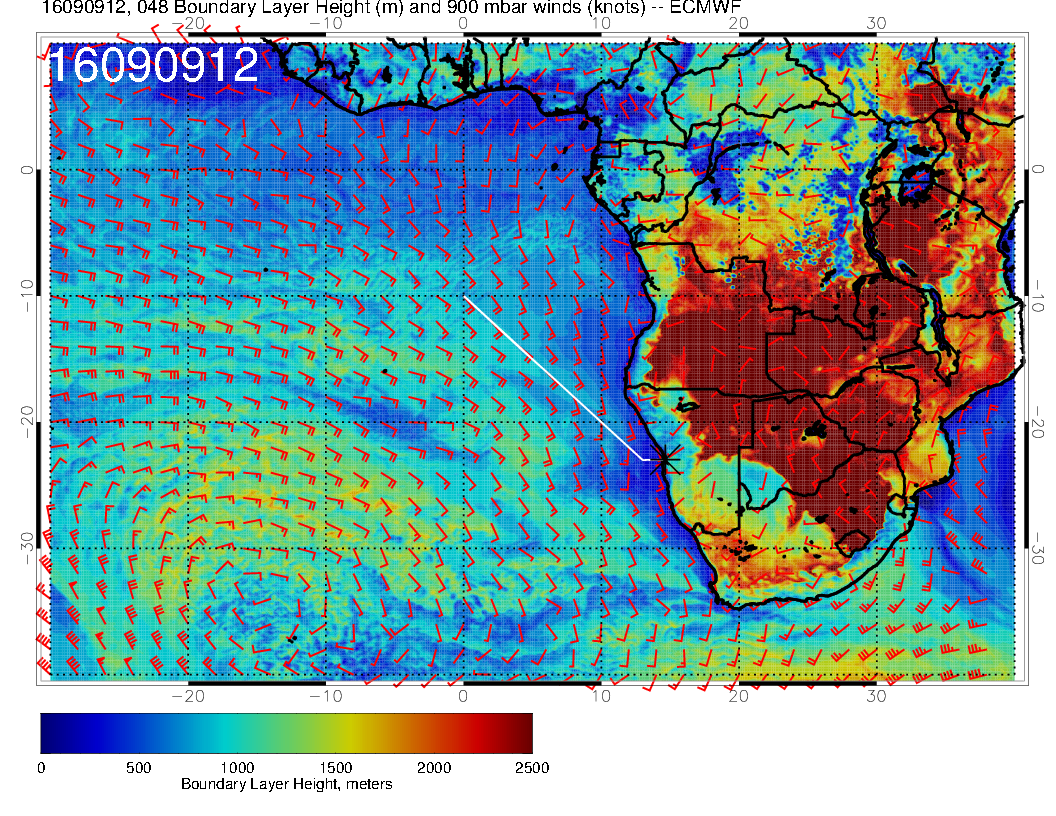 16090912, 048 Boundary Layer Height (m) and 900 mbar winds (knots) -- ECMWF
−20 −10 0 10 20 30
16090912
0 0
−10 −10
−20 −20
−30 −30
−20 −10 0 10 20 30
0 500 1000 1500 2000 2500
Boundary Layer Height, meters